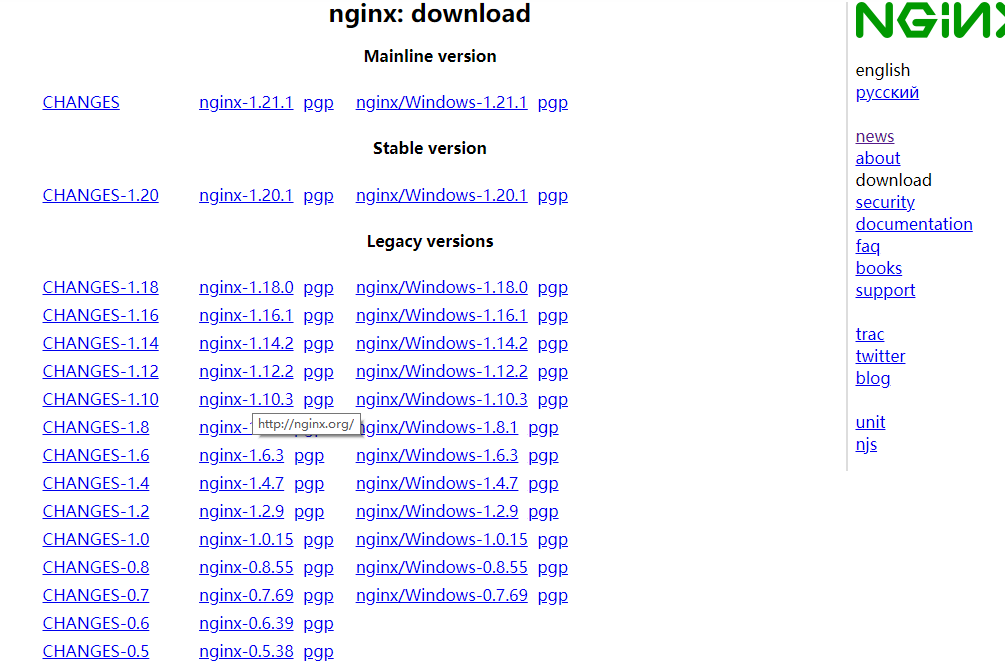 nginx: download
Mainline version
CHANGES nginx-1.21.1 pgp nginx/Windows-1.21.1 pgp
Stable version
CHANGES-1.20 nginx-1.20.1 pgp nginx/Windows-1.20.1 pgp
Legacy versions
CHANGES-1.18 nginx-1.18.0 pgp nginx/Windows-1.18.0 pgp
CHANGES-1.16 nginx-1.16.1 pgp nginx/Windows-1.16.1 pgp
CHANGES-1.14 nginx-1.14.2 pgp nginx/Windows-1.14.2 pgp
CHANGES-1.12 nginx-1.12.2 pgp nginx/Windows-1.12.2 pgp
CHANGES-1.10 nginx-1.10.3 pgp nginx/Windows-1.10.3 pgp
http://nginx.org/
CHANGES-1.8 nginx/Windows-1.8.1 pgp
CHANGES-1.6 nginx-1.6.3 pgp nginx/Windows-1.6.3 pgp
CHANGES-1.4 nginx-1.4.7 pgp nginx/Windows-1.4.7 pgp
CHANGES-1.2 nginx-1.2.9 pgp nginx/Windows-1.2.9 pgp
CHANGES-1.0 nginx-1.0.15 pgp nginx/Windows-1.0.15 pgp
CHANGES-0.8 nginx-0.8.55 pgp nginx/Windows-0.8.55 pgp
CHANGES-0.7 nginx-0.7.69 pgp nginx/Windows-0.7.69 pgp
CHANGES-0.6 nginx-0.6.39 pgp
CHANGES-0.5 nginx-0.5.38 pgp
NGINX
english
русский
news
about
download
security
documentation
faq
books
support
trac
twitter
blog
unit
njs